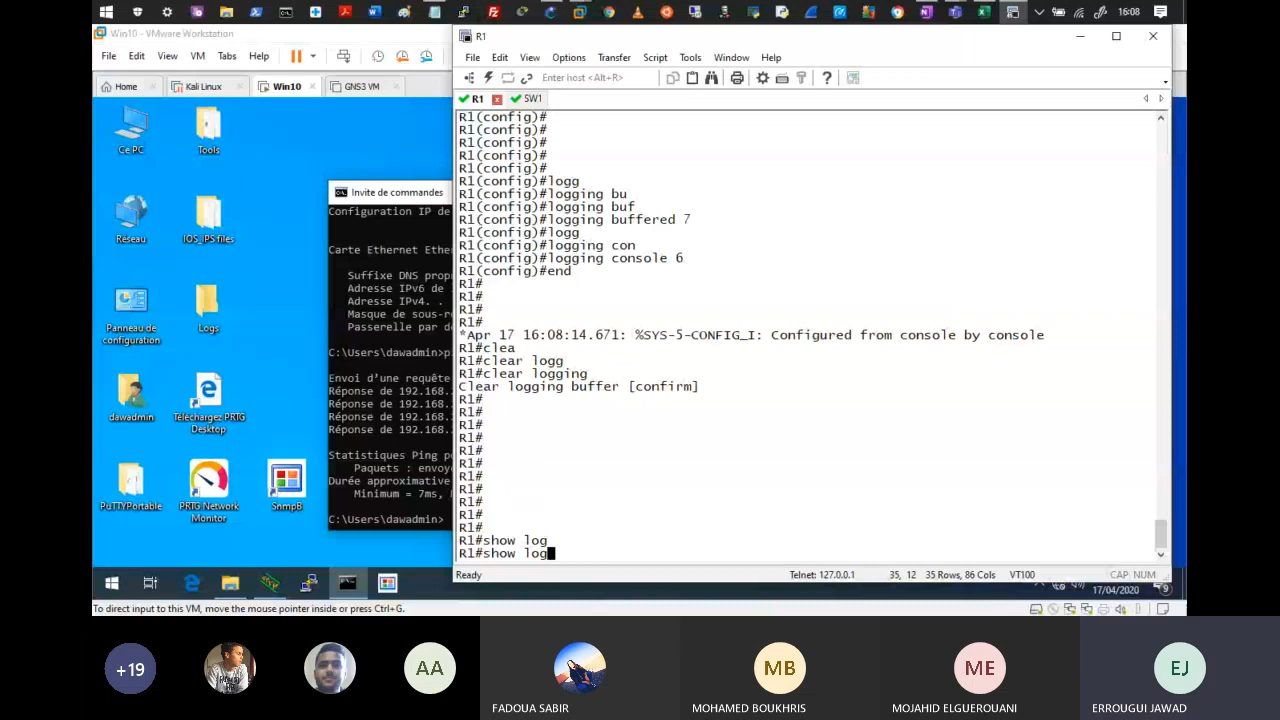 16:08
Win10 - VMware Workstation
File Edit View VM Tabs Help
Home Kali Linux Win10 GNS3 VM
Ce PC
Tools
Réseau
IOS_IPS files
Panneau de configuration
Logs
dawadmin
Téléchargez PRTG Desktop
PuTTYPortable
PRTG Network Monitor
SnmpB
Invite de commandes
Configuration IP de
Carte Ethernet Ether
Suffixe DNS propr
Adresse IPv6 de
Adresse IPv4. . .
Masque de sous-r
Passerelle par de
C:\Users\dawadmin>p
Envoi d'une requête
Réponse de 192.168.
Réponse de 192.168.
Réponse de 192.168.
Réponse de 192.168.
Statistiques Ping po
Paquets : envoyé
Durée approximative
Minimum = 7ms,
C:\Users\dawadmin>
R1
File Edit View Options Transfer Script Tools Window Help
Enter host <Alt+R>
R1 SW1
R1(config)#
R1(config)#
R1(config)#
R1(config)#
R1(config)#
R1(config)#logg
R1(config)#logging bu
R1(config)#logging buf
R1(config)#logging buffered 7
R1(config)#logg
R1(config)#logging con
R1(config)#logging console 6
R1(config)#end
R1#
R1#
R1#
R1#
*Apr 17 16:08:14.671: %SYS-5-CONFIG_I: Configured from console by console
R1#clea
R1#clear logg
R1#clear logging
Clear logging buffer [confirm]
R1#
R1#
R1#
R1#
R1#
R1#
R1#
R1#
R1#
R1#
R1#
R1#show log
R1#show log
Ready Telnet: 127.0.0.1 35, 12 35 Rows, 86 Cols VT100 CAP NUM
17/04/2020
To direct input to this VM, move the mouse pointer inside or press Ctrl+G.
+19
AA
MB
ME
EJ
FADOUA SABIR
MOHAMED BOUKHRIS
MOJAHID ELGUEROUANI
ERROUGUI JAWAD